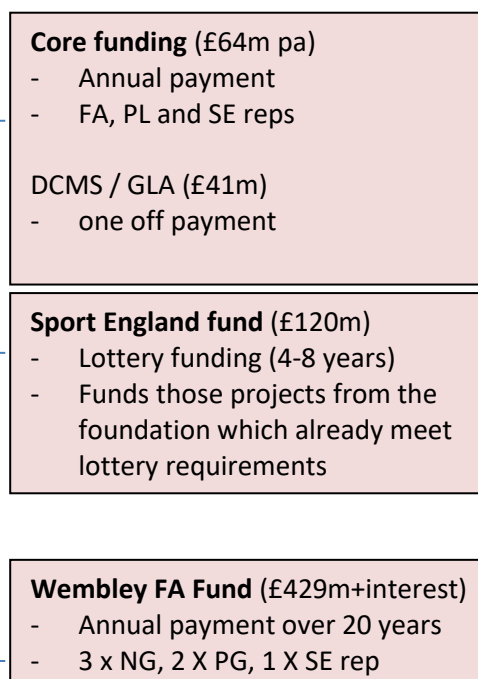 Core funding (£64m pa)
- Annual payment
- FA, PL and SE reps
DCMS / GLA (£41m)
- one off payment
Sport England fund (£120m)
- Lottery funding (4-8 years)
- Funds those projects from the
foundation which already meet
lottery requirements
Wembley FA Fund (£429m+interest)
- Annual payment over 20 years
- 3 x NG, 2 X PG, 1 X SE rep